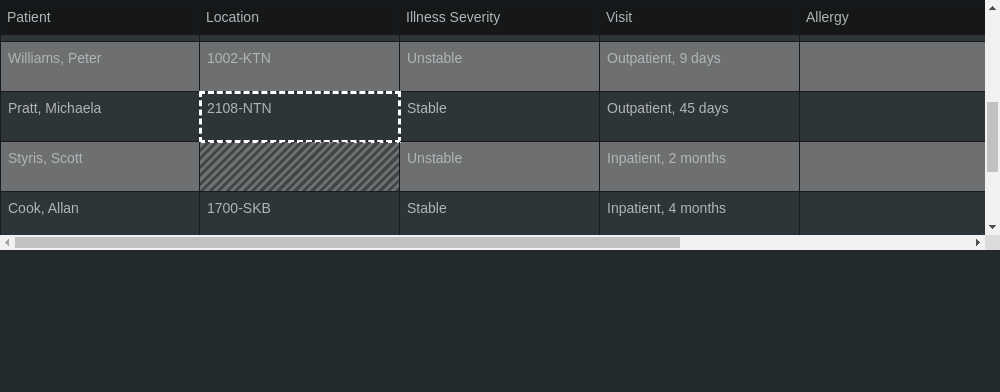 Patient Location Illness Severity Visit Allergy
Williams, Peter 1002-KTN Unstable Outpatient, 9 days
Pratt, Michaela 2108-NTN Stable Outpatient, 45 days
Styris, Scott Unstable Inpatient, 2 months
Cook, Allan 1700-SKB Stable Inpatient, 4 months